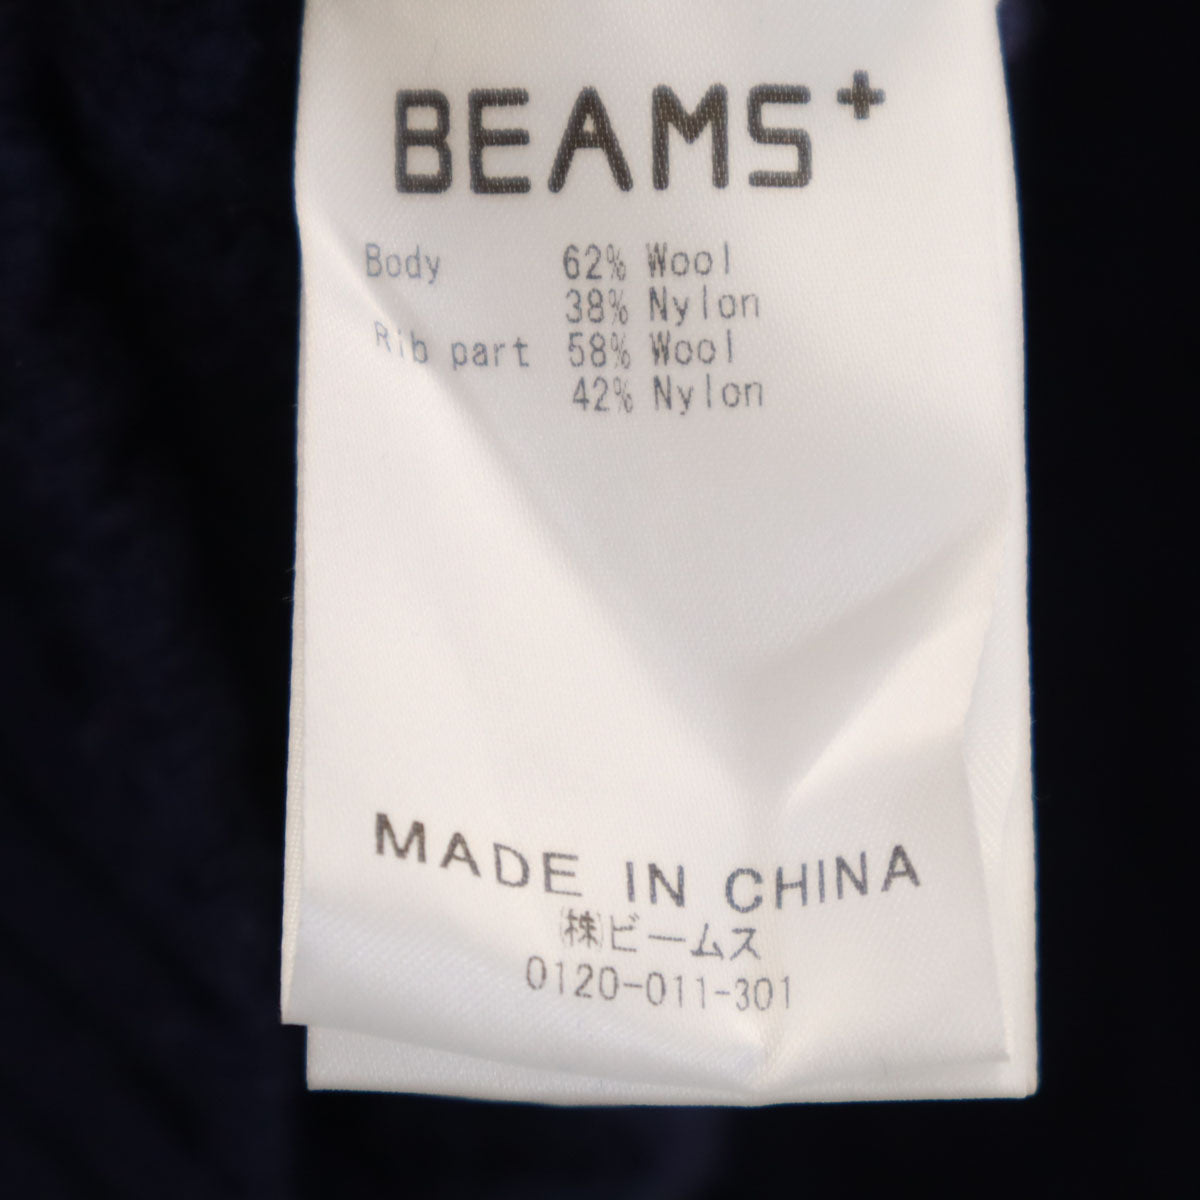 BEAMS+
Body 62% Wool
38% Nylon
Rib part 58% Wool
42% Nylon
MADE IN CHINA
㈱ビームス
0120-011-301